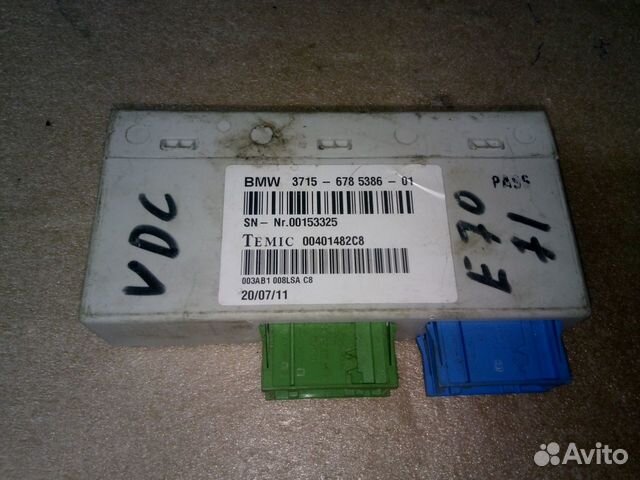 BMW 3715 - 678 5386 - 01
SN- Nr.00153325
TEMIC 00401482C8
003AB1 008LSA C8
20/07/11
VDC
PASS
E70
71
Avito